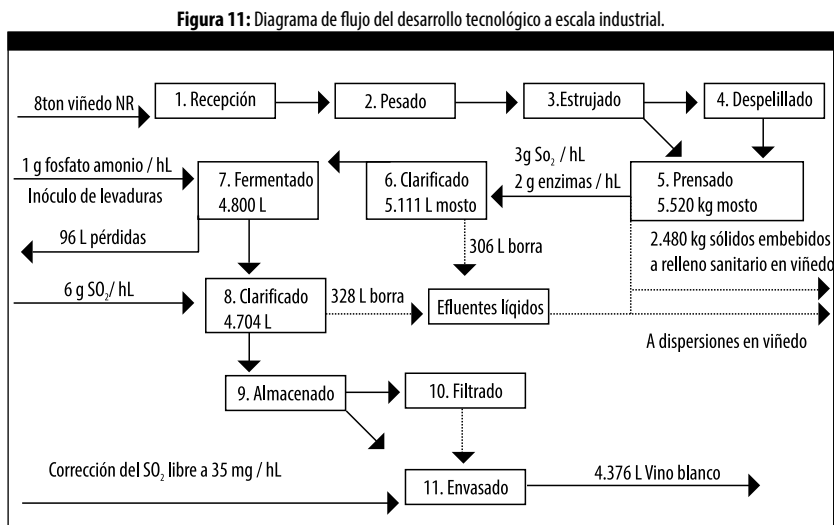 Figura 11: Diagrama de flujo del desarrollo tecnológico a escala industrial.
8ton viñedo NR
1. Recepción
2. Pesado
3.Estrujado
4. Despelillado
1 g fosfato amonio / hL
Inóculo de levaduras
7. Fermentado
4.800 L
6. Clarificado
5.111 L mosto
3g So₂ / hL
2 g enzimas / hL
5. Prensado
5.520 kg mosto
96 L pérdidas
306 L borra
2.480 kg sólidos embebidos
a relleno sanitario en viñedo
6 g SO₂/ hL
8. Clarificado
4.704 L
328 L borra
Efluentes líqidos
A dispersiones en viñedo
9. Almacenado
10. Filtrado
Corrección del SO₂ libre a 35 mg / hL
11. Envasado
4.376 L Vino blanco